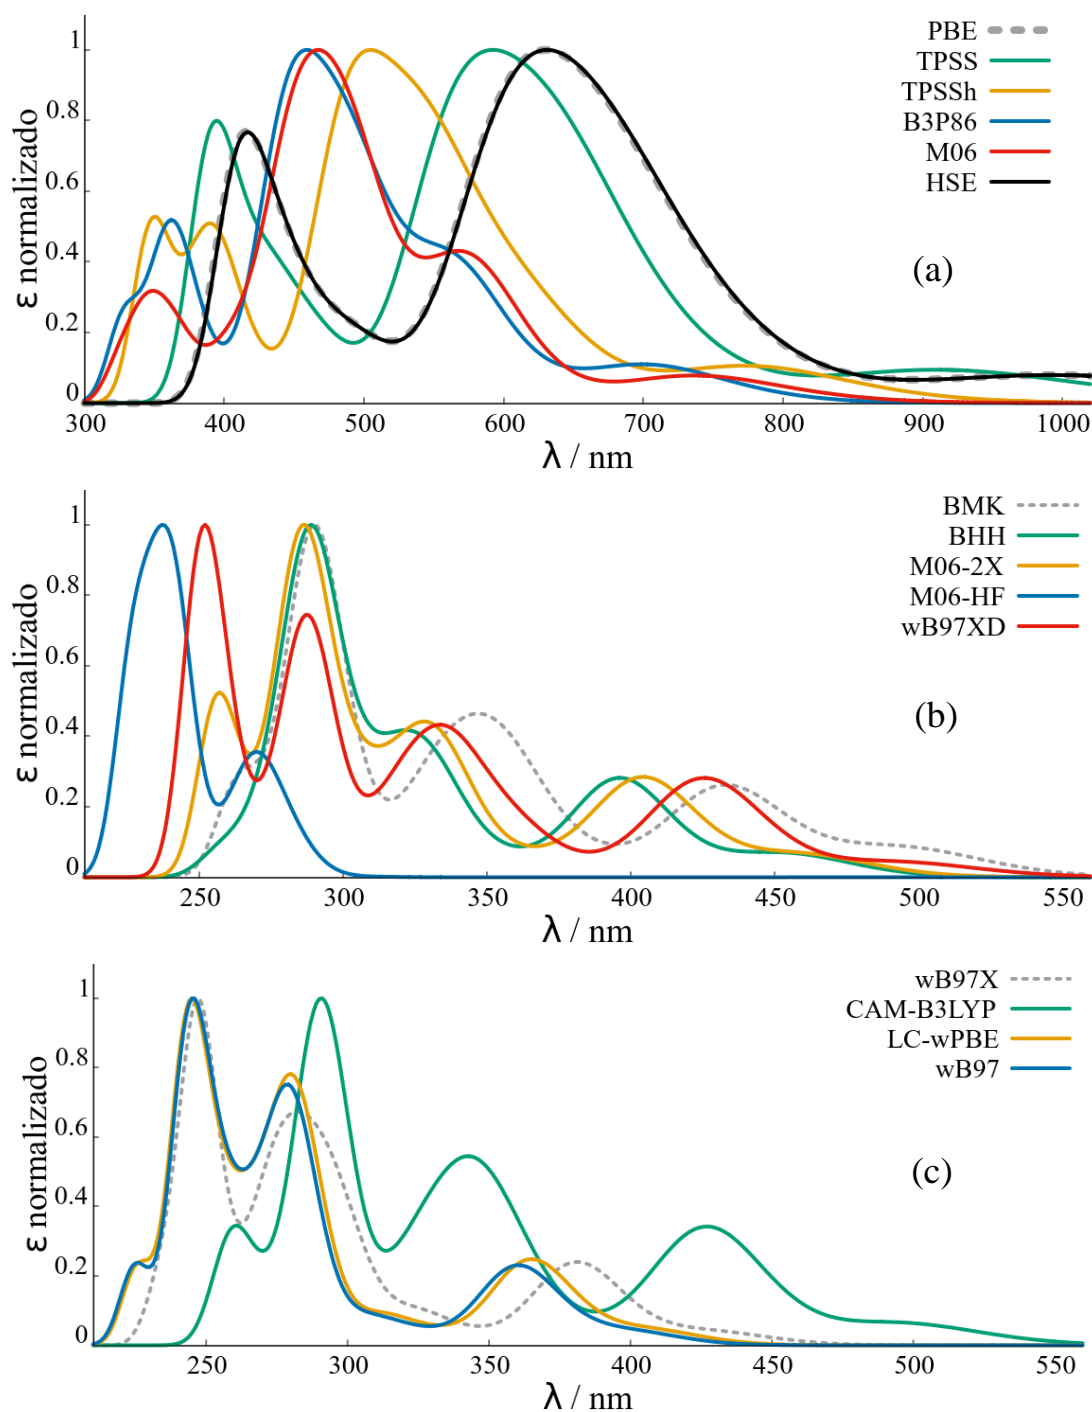 PBE
TPSS
TPSSh
B3P86
M06
HSE
(a)
ε normalizado
1
0.8
0.6
0.4
0.2
0
300 400 500 600 700 800 900 1000
λ / nm
BMK
BHH
M06-2X
M06-HF
wB97XD
(b)
ε normalizado
1
0.8
0.6
0.4
0.2
0
250 300 350 400 450 500 550
λ / nm
wB97X
CAM-B3LYP
LC-wPBE
wB97
(c)
ε normalizado
1
0.8
0.6
0.4
0.2
0
250 300 350 400 450 500 550
λ / nm